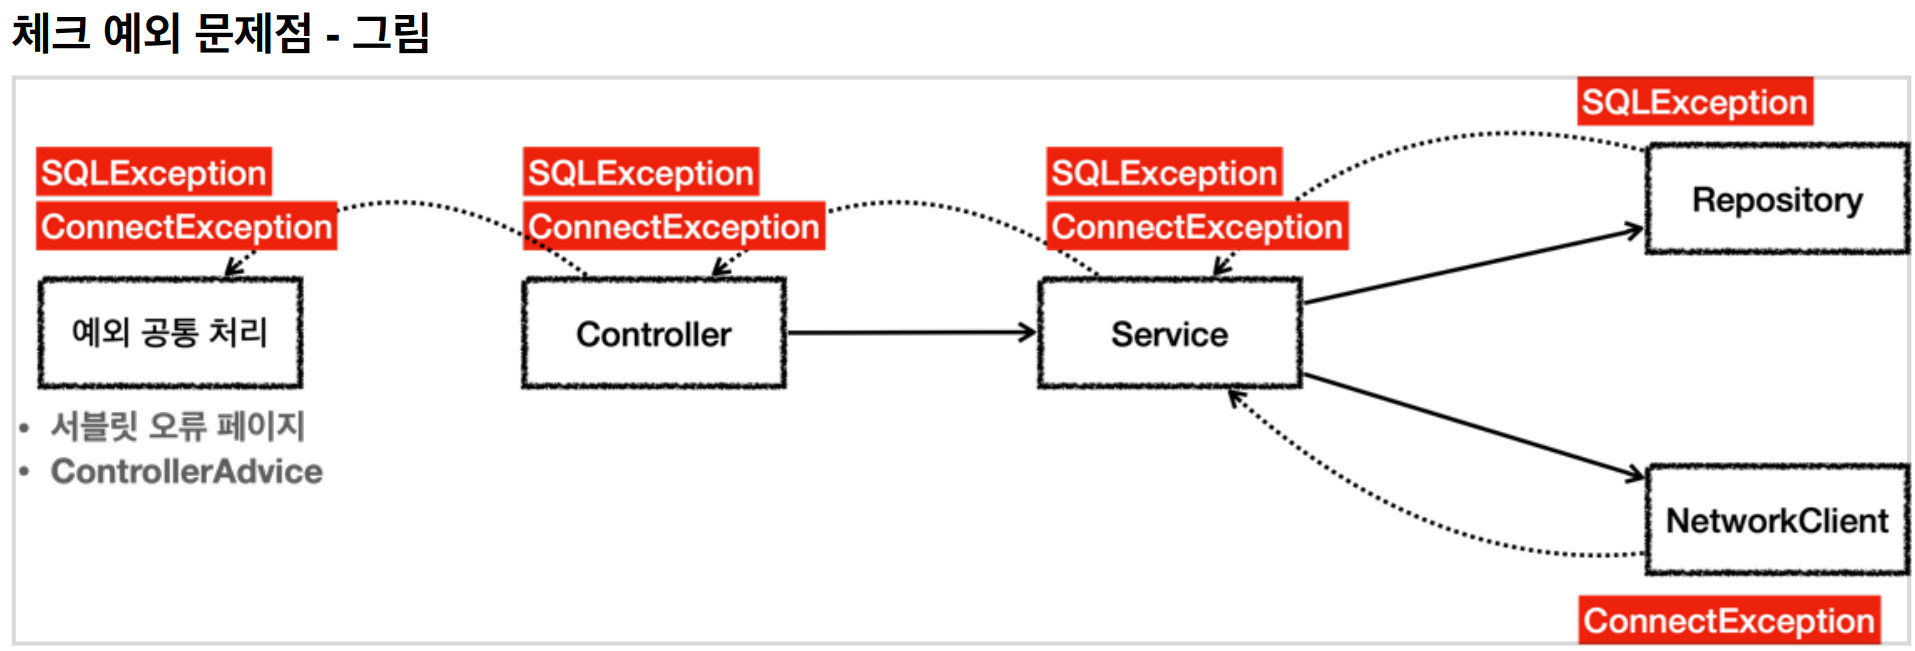 체크 예외 문제점 - 그림
SQLException
SQLException
ConnectException
SQLException
ConnectException
SQLException
ConnectException
Repository
예외 공통 처리
Controller
Service
• 서블릿 오류 페이지
• ControllerAdvice
NetworkClient
ConnectException